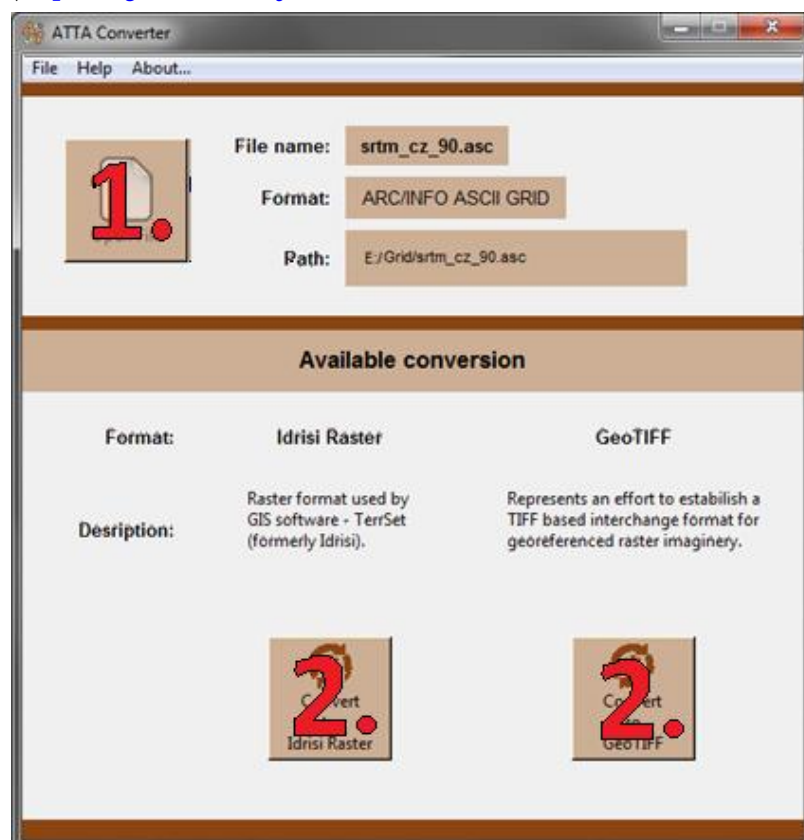 ATTA Converter
File Help About...
File name: srtm_cz_90.asc
1.
Format: ARC/INFO ASCII GRID
Path: E:/Grid/srtm_cz_90.asc
Available conversion
Format: Idrisi Raster GeoTIFF
Raster format used by Represents an effort to estabilish a
Desription: GIS software - TerrSet TIFF based interchange format for
(formerly Idrisi). georeferenced raster imaginery.
2. 2.
Idrisi Raster GeoTIFF